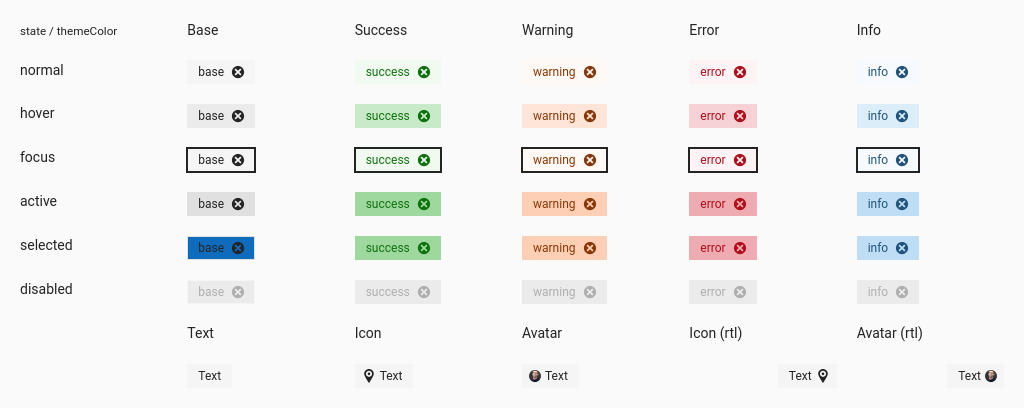 state / themeColor Base Success Warning Error Info
normal base success warning error info
hover base success warning error info
focus base success warning error info
active base success warning error info
selected base success warning error info
disabled base success warning error info
Text Icon Avatar Icon (rtl) Avatar (rtl)
Text Text Text Text Text